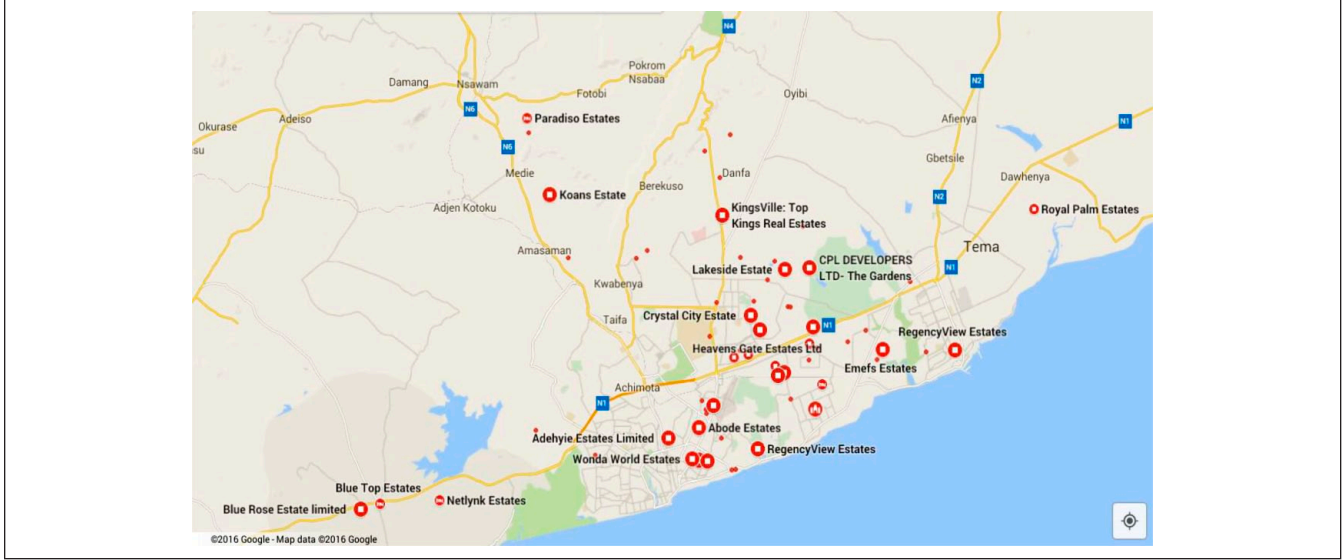 N4
Pokrom
Nsabaa
Damang
Nsawam
N2
Fotobi
Oyibi
N6
Adeiso
Paradiso Estates
Afienya
N1
Okurase
su
N6
Gbetsile
Medie
Danfa
Dawhenya
Berekuso
Koans Estate
N2
Adjen Kotoku
KingsVille: Top
Kings Real Estates
Royal Palm Estates
Amasaman
Tema
CPL DEVELOPERS
LTD- The Gardens
Lakeside Estate
N1
Kwabenya
Crystal City Estate
Taifa
N1
RegencyView Estates
Heavens Gate Estates Ltd
Emefs Estates
Achimota
N1
Abode Estates
Adehyie Estates Limited
RegencyView Estates
Wonda World Estates
Blue Top Estates
Netlynk Estates
Blue Rose Estate limited
©2016 Google - Map data ©2016 Google